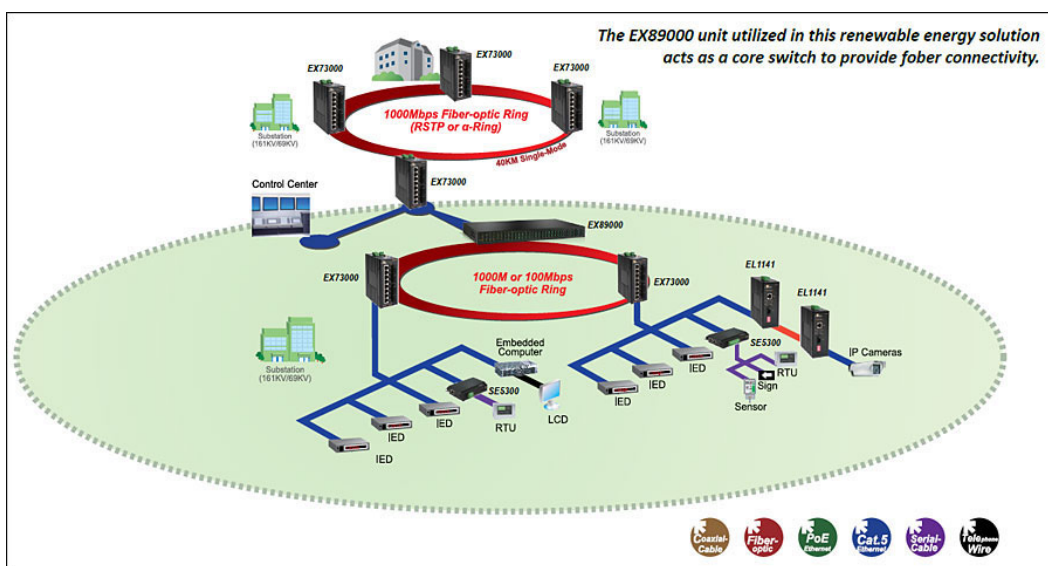 The EX89000 unit utilized in this renewable energy solution
acts as a core switch to provide fober connectivity.
EX73000
EX73000
EX73000
1000Mbps Fiber-optic Ring
(RSTP or α-Ring)
Substation
(161KV/69KV)
Substation
(161KV/69KV)
40KM Single-Mode
EX73000
Control Center
EX89000
EX73000
1000M or 100Mbps
Fiber-optic Ring
EX73000
EL1141
EL1141
Substation
(161KV/69KV)
Embedded
Computer
SE5300
IP Cameras
IED
IED
IED
RTU
Sign
Sensor
SE5300
LCD
RTU
IED
IED
IED
Coaxial-
Cable
Fiber-
optic
PoE
Ethernet
Cat.5
Ethernet
Serial-
Cable
Telephone
Wire